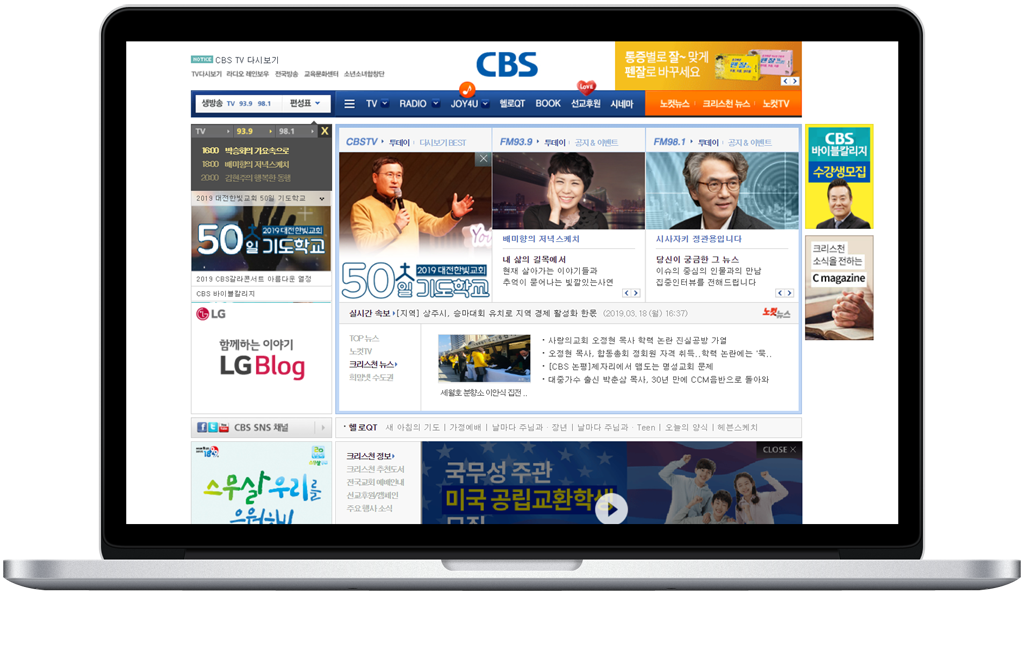 NOTICE CBS TV 다시보기
TV다시보기 라디오 레인보우 전국방송 교육문화센터 소년소녀합창단
CBS
통증별로 잘~ 맞게
펜잘로 바꾸세요
생방송 TV 93.9 98.1 편성표
TV RADIO JOY4U 헬로QT BOOK 선교후원 시네마
LOVE
노컷뉴스 크리스천 뉴스 노컷TV
TV 93.9 98.1 X
16:00 박승화의 가요속으로
18:00 배미향의 저녁스케치
20:00 김현주의 행복한 동행
2019 대전한빛교회 50일 기도학교
50일 기도학교
2019 대전한빛교회
2019 CBS갈라콘서트 아름다운 열정
CBS 바이블칼리지
LG
함께하는 이야기
LG Blog
CBSTV 투데이 다시보기 BEST
FM93.9 투데이 공지 & 이벤트
FM98.1 투데이 공지 & 이벤트
You
50일 기도학교
2019 대전한빛교회
배미향의 저녁스케치
내 삶의 길목에서
현재 살아가는 이야기들과
추억이 묻어나는 빛깔있는사연
시사자키 정관용입니다
당신이 궁금한 그 뉴스
이슈의 중심의 인물과의 만남
집중인터뷰를 전해드립니다
실시간 속보 [지역] 상주시, 승마대회 유치로 지역 경제 활성화 한몫 (2019.03.18(월) 16:37) 노컷뉴스
TOP 뉴스
노컷TV
크리스천 뉴스
희망넷 수도권
세월호 분향소 이안식 집전 ..
· 사랑의교회 오정현 목사 학력 논란 진실공방 가열
· 오정현 목사, 합동총회 정회원 자격 취득..학력 논란에는 '묵..
· [CBS 논평]제자리에서 맴도는 명성교회 문제
· 대중가수 출신 박춘삼 목사, 30년 만에 CCM음반으로 돌아와
CBS
바이블칼리지
수강생모집
크리스천
소식을 전하는
C magazine
CBS SNS 채널
· 헬로QT 새 아침의 기도 | 가정예배 | 날마다 주님과 · 장년 | 날마다 주님과 · Teen | 오늘의 양식 | 헤븐스케치
스무살 우리를
응원해!
크리스천 정보
크리스천 추천도서
전국교회 예배안내
선교후원/캠페인
주요 행사 소식
CLOSE X
국무성 주관
미국 공립교환학생
모집